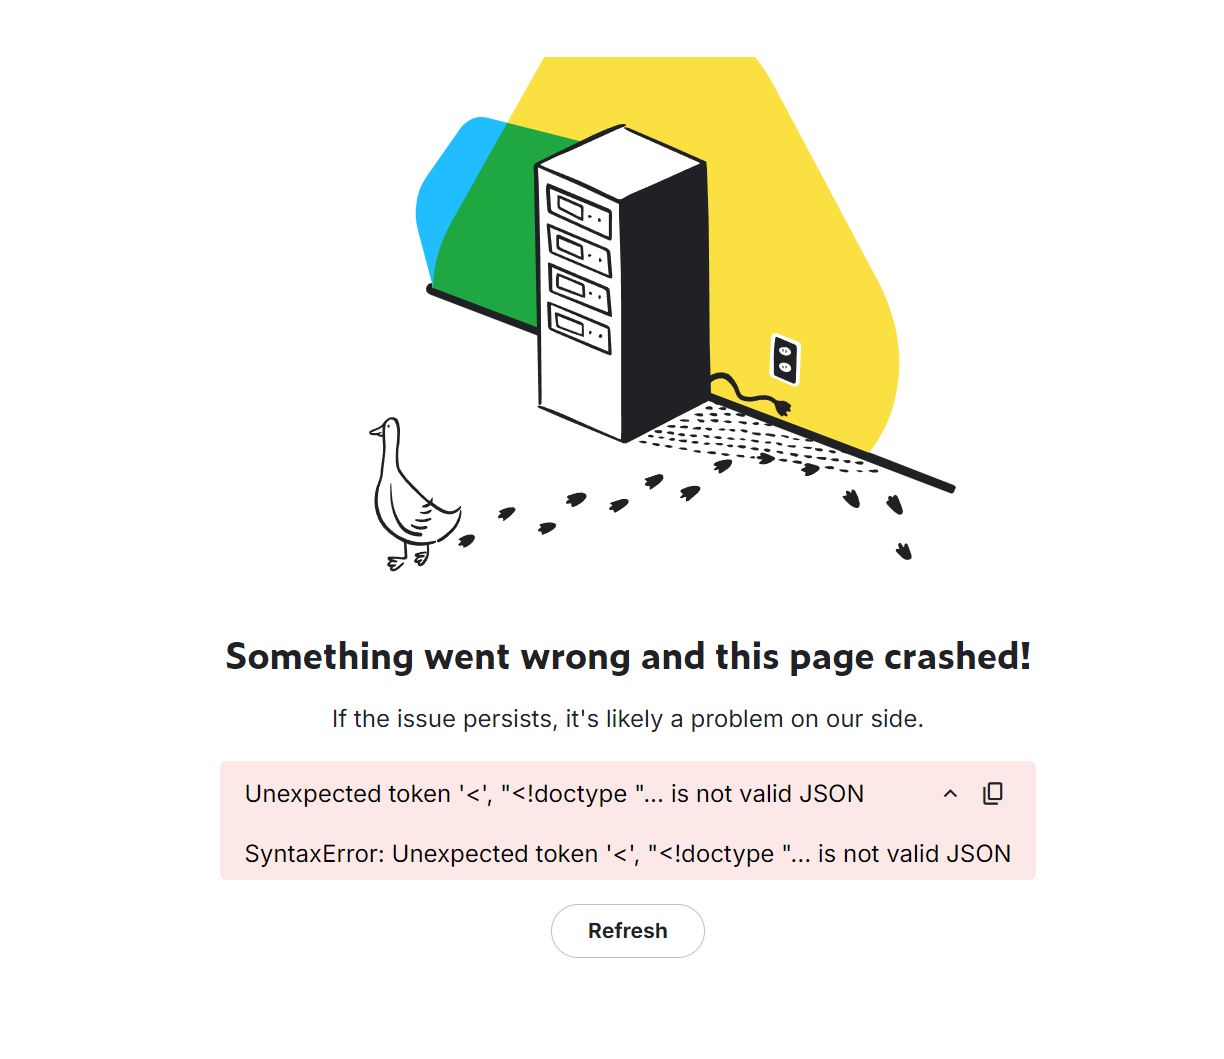 Something went wrong and this page crashed!
If the issue persists, it's likely a problem on our side.
Unexpected token '<', "<!doctype "... is not valid JSON
SyntaxError: Unexpected token '<', "<!doctype "... is not valid JSON
Refresh